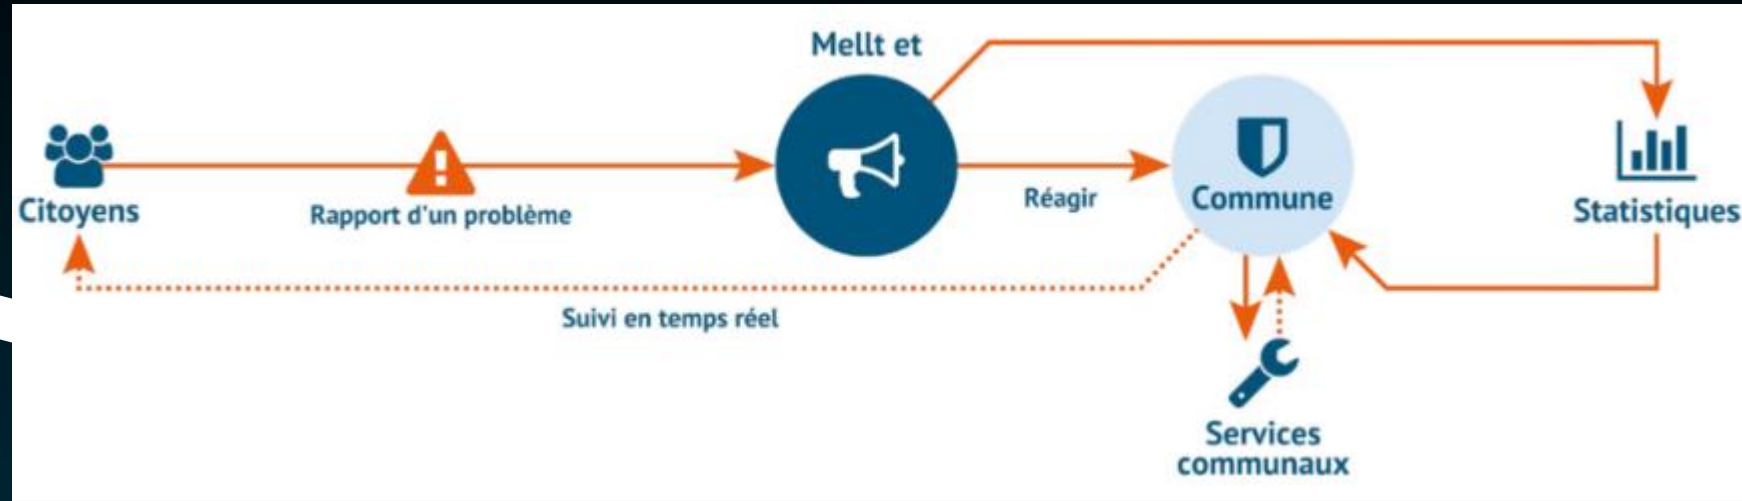 Mellt et
Citoyens
Rapport d'un problème
Réagir
Commune
Statistiques
Suivi en temps réel
Services
communaux